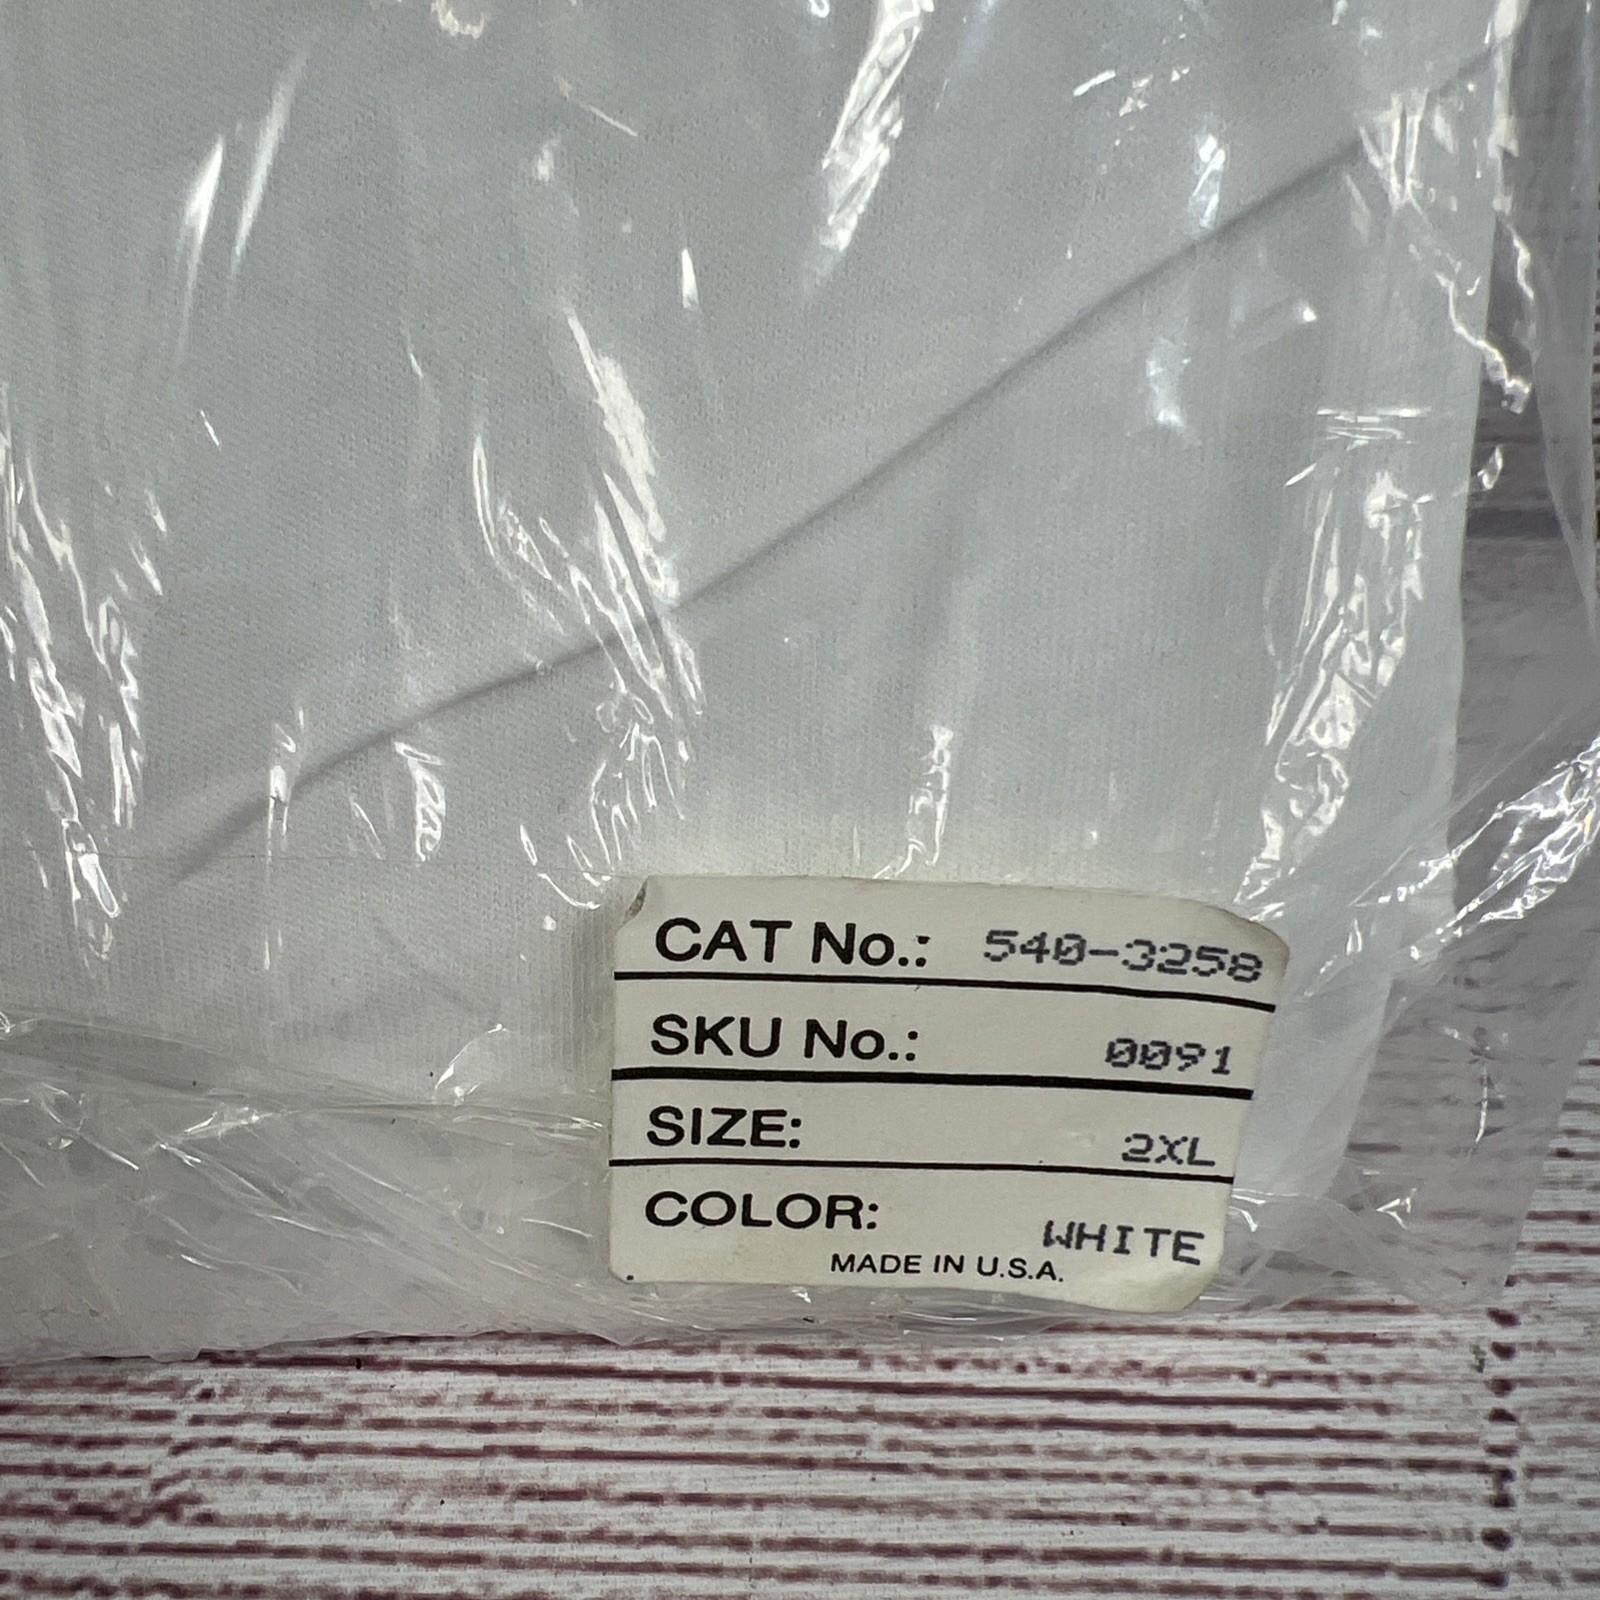 CAT No.: 540-3258
SKU No.: 0091
SIZE: 2XL
COLOR: WHITE
MADE IN U.S.A.